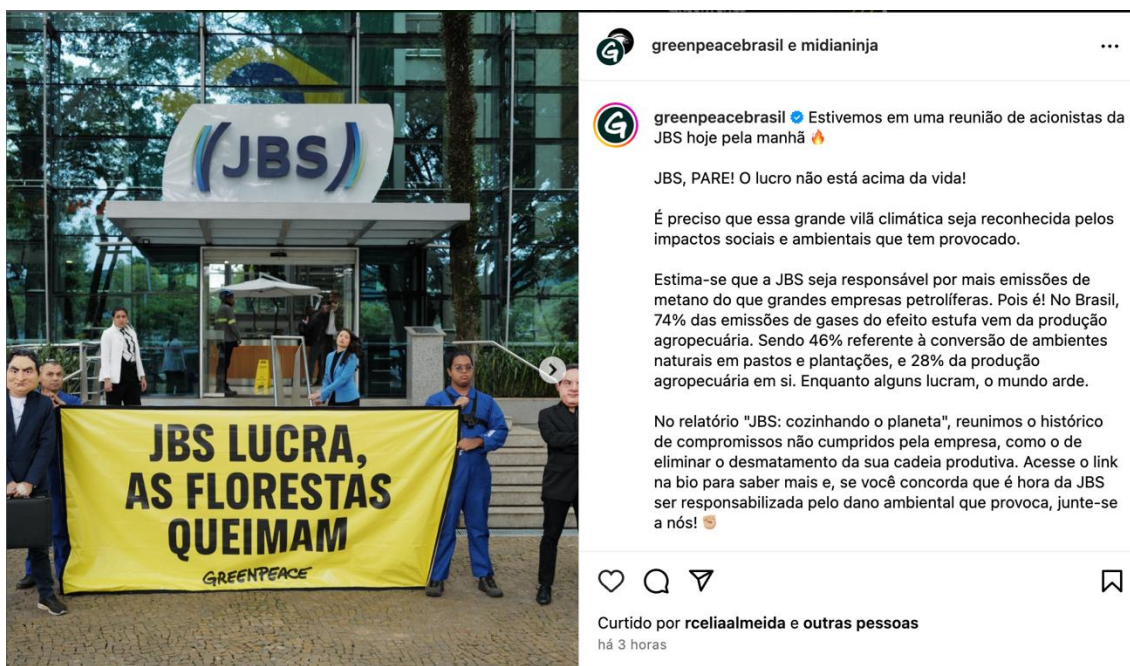 (JBS)
JBS LUCRA,
AS FLORESTAS
QUEIMAM
GREENPEACE
greenpeacebrasil e midianinja
greenpeacebrasil Estivemos em uma reunião de acionistas da
JBS hoje pela manhã 🔥
JBS, PARE! O lucro não está acima da vida!
É preciso que essa grande vilã climática seja reconhecida pelos
impactos sociais e ambientais que tem provocado.
Estima-se que a JBS seja responsável por mais emissões de
metano do que grandes empresas petrolíferas. Pois é! No Brasil,
74% das emissões de gases do efeito estufa vem da produção
agropecuária. Sendo 46% referente à conversão de ambientes
naturais em pastos e plantações, e 28% da produção
agropecuária em si. Enquanto alguns lucram, o mundo arde.
No relatório "JBS: cozinhando o planeta", reunimos o histórico
de compromissos não cumpridos pela empresa, como o de
eliminar o desmatamento da sua cadeia produtiva. Acesse o link
na bio para saber mais e, se você concorda que é hora da JBS
ser responsabilizada pelo dano ambiental que provoca, junte-se
a nós! ✊🏼
Curtido por rceliaalmeida e outras pessoas
há 3 horas